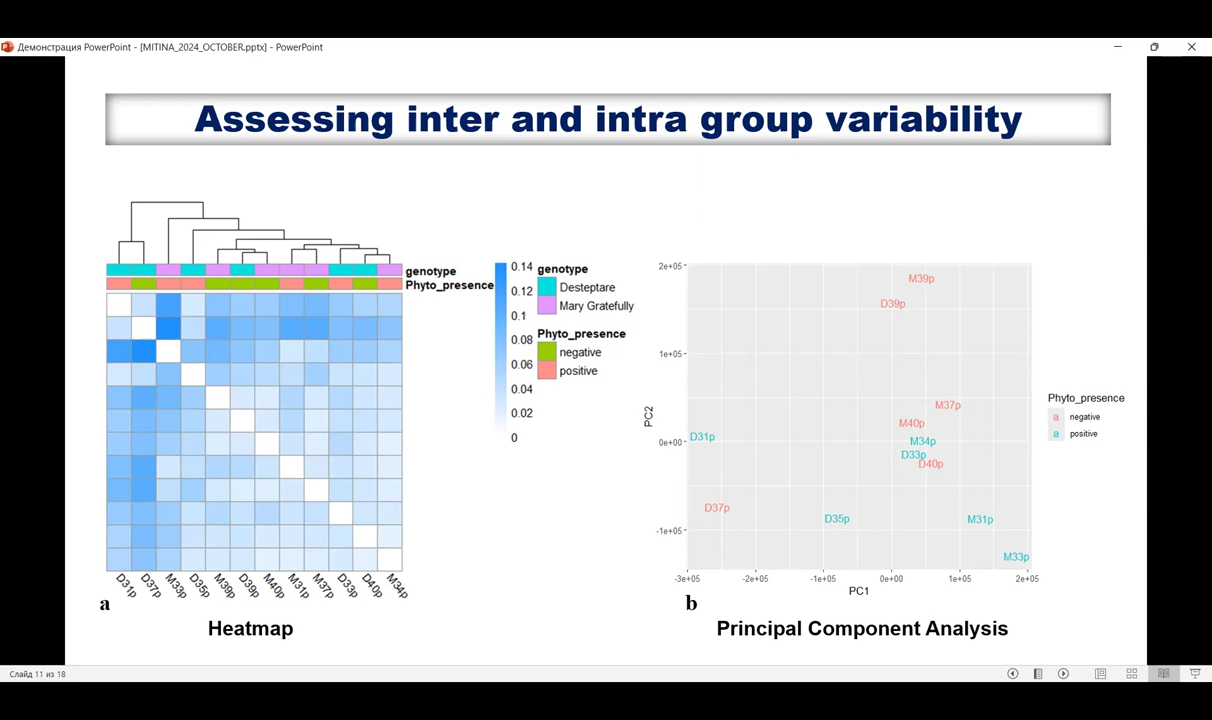 Демонстрация PowerPoint - [MITINA_2024_OCTOBER.pptx] - PowerPoint
Assessing inter and intra group variability
genotype
Phyto_presence
0.14
0.12
0.1
0.08
0.06
0.04
0.02
0
genotype
Desteptare
Mary Gratefully
Phyto_presence
negative
positive
D31p
D37p
M33p
D35p
M39p
D39p
M40p
M31p
M37p
D33p
D40p
M34p
a
Heatmap
2e+05
1e+05
0e+00
-1e+05
PC2
M39p
D39p
M37p
M40p
D31p
M34p
D33p
D40p
D37p
D35p
M31p
M33p
-3e+05
-2e+05
-1e+05
0e+00
1e+05
2e+05
PC1
Phyto_presence
a negative
a positive
b
Principal Component Analysis
Слайд 11 из 18